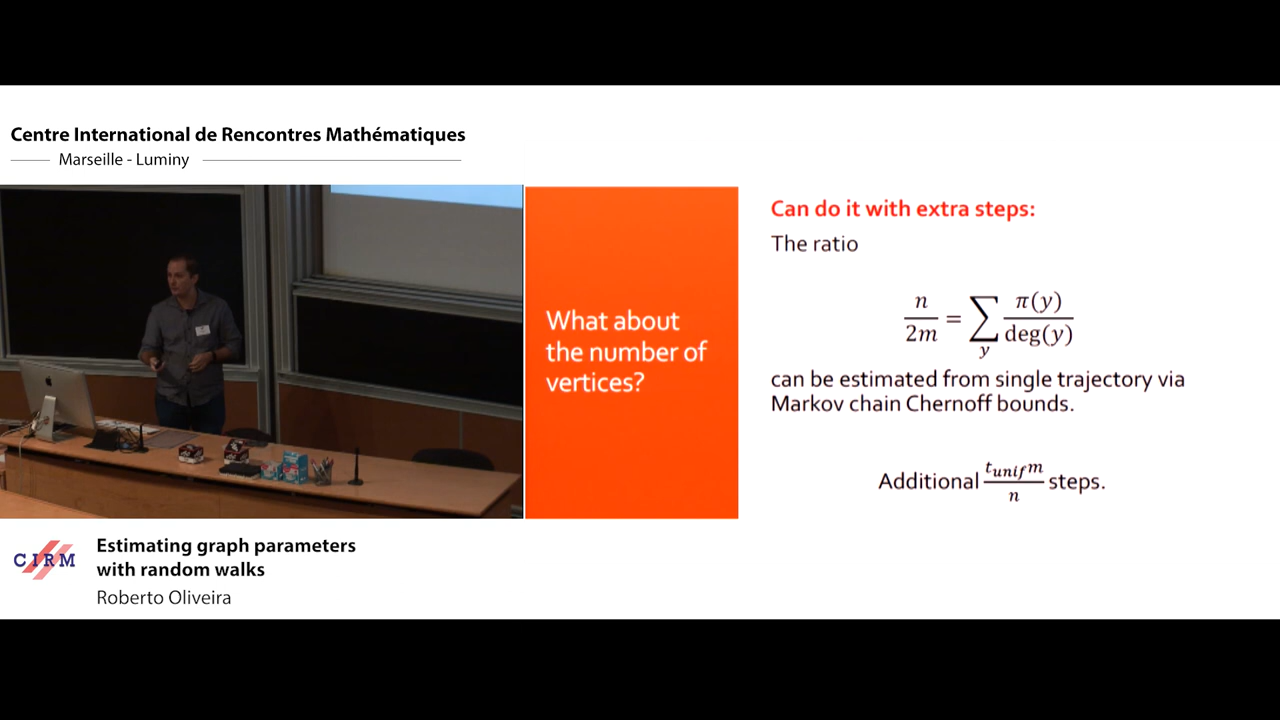 Centre International de Rencontres Mathématiques
Marseille - Luminy
What about
the number of
vertices?
Can do it with extra steps:
The ratio
n/2m = ∑_y π(y)/deg(y)
can be estimated from single trajectory via
Markov chain Chernoff bounds.
Additional t_unif m/n steps.
CIRM
Estimating graph parameters
with random walks
Roberto Oliveira